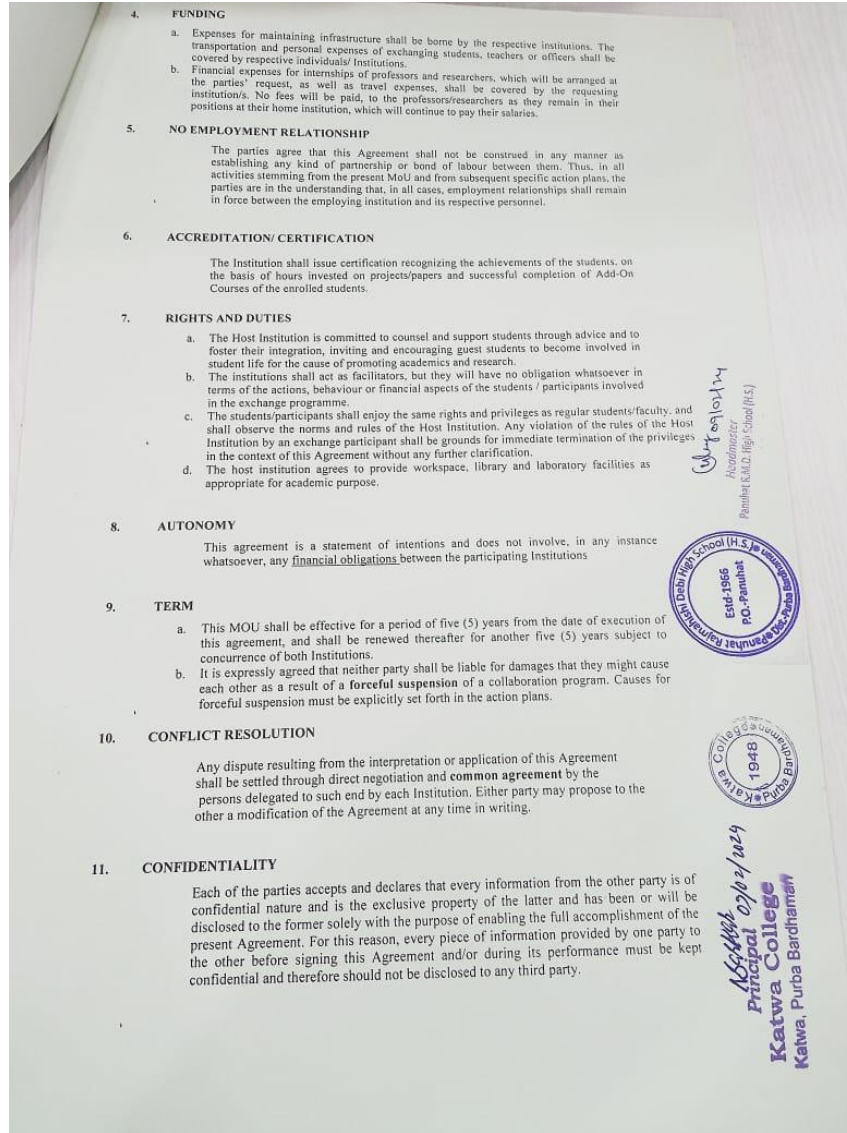 4. FUNDING
a. Expenses for maintaining infrastructure shall be borne by the respective institutions. The
transportation and personal expenses of exchanging students, teachers or officers shall be
covered by respective individuals/ Institutions.
b. Financial expenses for internships of professors and researchers, which will be arranged at
the parties' request, as well as travel expenses, shall be covered by the requesting
institution/s. No fees will be paid, to the professors/researchers as they remain in their
positions at their home institution, which will continue to pay their salaries.
5. NO EMPLOYMENT RELATIONSHIP
The parties agree that this Agreement shall not be construed in any manner as
establishing any kind of partnership or bond of labour between them. Thus, in all
activities stemming from the present MoU and from subsequent specific action plans, the
parties are in the understanding that, in all cases, employment relationships shall remain
in force between the employing institution and its respective personnel.
6. ACCREDITATION/ CERTIFICATION
The Institution shall issue certification recognizing the achievements of the students, on
the basis of hours invested on projects/papers and successful completion of Add-On
Courses of the enrolled students.
7. RIGHTS AND DUTIES
a. The Host Institution is committed to counsel and support students through advice and to
foster their integration, inviting and encouraging guest students to become involved in
student life for the cause of promoting academics and research.
b. The institutions shall act as facilitators, but they will have no obligation whatsoever in
terms of the actions, behaviour or financial aspects of the students / participants involved
in the exchange programme.
c. The students/participants shall enjoy the same rights and privileges as regular students/faculty, and
shall observe the norms and rules of the Host Institution. Any violation of the rules of the Host
Institution by an exchange participant shall be grounds for immediate termination of the privileges
in the context of this Agreement without any further clarification.
d. The host institution agrees to provide workspace, library and laboratory facilities as
appropriate for academic purpose.
09/02/24
Headmaster
Panuhat R.M.D. High School (H.S.)
8. AUTONOMY
This agreement is a statement of intentions and does not involve, in any instance
whatsoever, any financial obligations between the participating Institutions
Panuhat Rajmahishi Debi High School (H.S.)
Dist.-Purba Bardhaman
Estd-1966
P.O.-Panuhat
9. TERM
a. This MOU shall be effective for a period of five (5) years from the date of execution of
this agreement, and shall be renewed thereafter for another five (5) years subject to
concurrence of both Institutions.
b. It is expressly agreed that neither party shall be liable for damages that they might cause
each other as a result of a forceful suspension of a collaboration program. Causes for
forceful suspension must be explicitly set forth in the action plans.
10. CONFLICT RESOLUTION
Any dispute resulting from the interpretation or application of this Agreement
shall be settled through direct negotiation and common agreement by the
persons delegated to such end by each Institution. Either party may propose to the
other a modification of the Agreement at any time in writing.
Katwa College
Purba Bardhaman
1948
11. CONFIDENTIALITY
Each of the parties accepts and declares that every information from the other party is of
confidential nature and is the exclusive property of the latter and has been or will be
disclosed to the former solely with the purpose of enabling the full accomplishment of the
present Agreement. For this reason, every piece of information provided by one party to
the other before signing this Agreement and/or during its performance must be kept
confidential and therefore should not be disclosed to any third party.
09/02/2024
Principal
Katwa College
Katwa, Purba Bardhaman